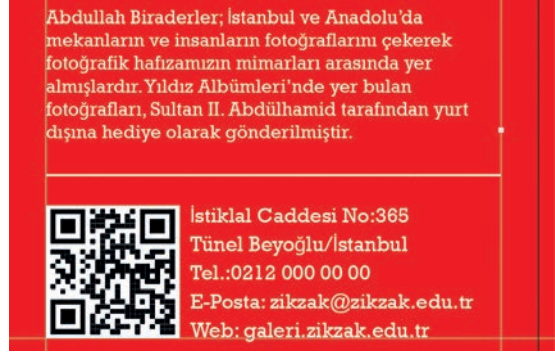 Abdullah Biraderler; İstanbul ve Anadolu'da
mekanların ve insanların fotoğraflarını çekerek
fotoğrafik hafızamızın mimarları arasında yer
almışlardır. Yıldız Albümleri'nde yer bulan
fotoğrafları, Sultan II. Abdülhamid tarafından yurt
dışına hediye olarak gönderilmiştir.
İstiklal Caddesi No:365
Tünel Beyoğlu/İstanbul
Tel.:0212 000 00 00
E-Posta: zikzak@zikzak.edu.tr
Web: galeri.zikzak.edu.tr